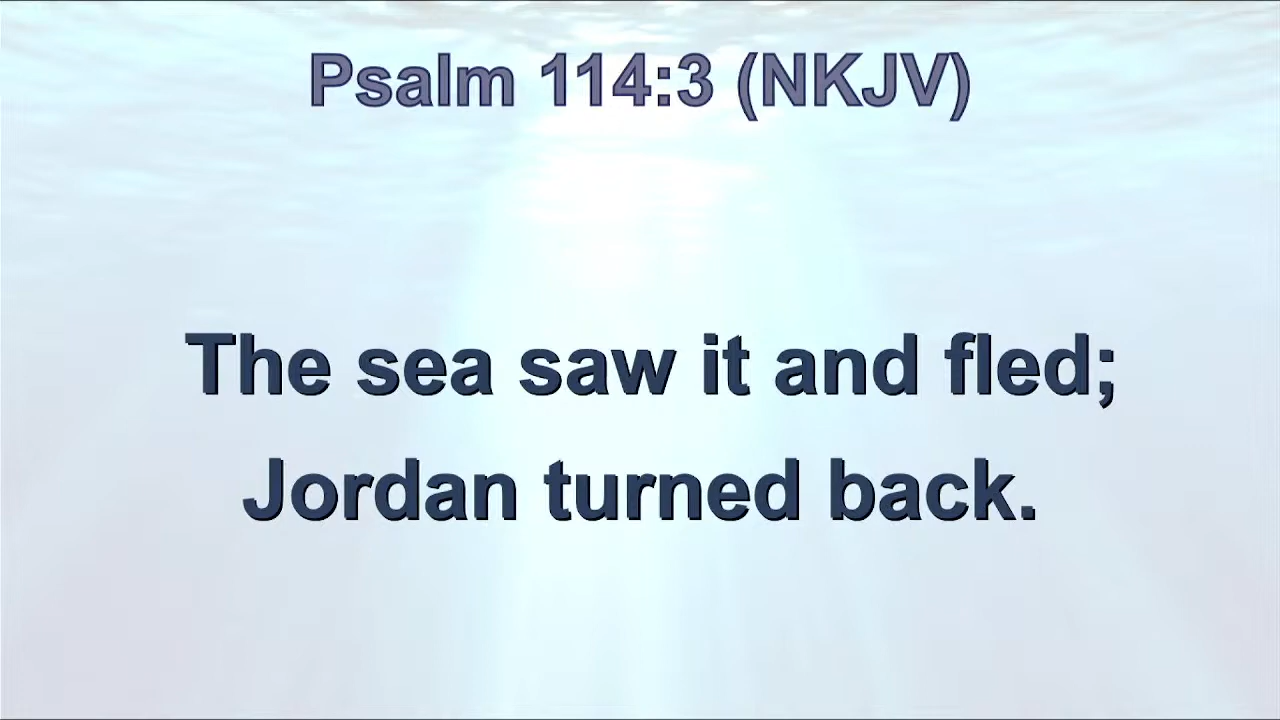 Psalm 114:3 (NKJV)
The sea saw it and fled;
Jordan turned back.